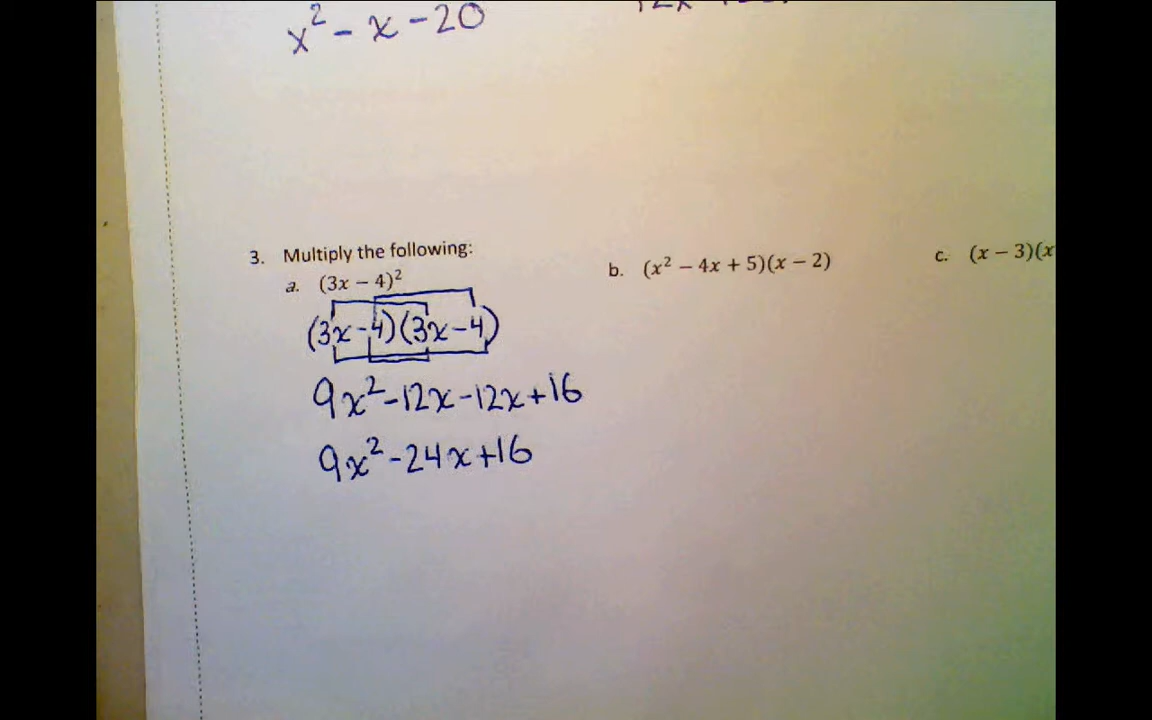 x² - x - 20
3. Multiply the following:
a. (3x − 4)²
b. (x² − 4x + 5)(x − 2)
c. (x − 3)(x
(3x - 4)(3x - 4)
9x² - 12x - 12x + 16
9x² - 24x + 16